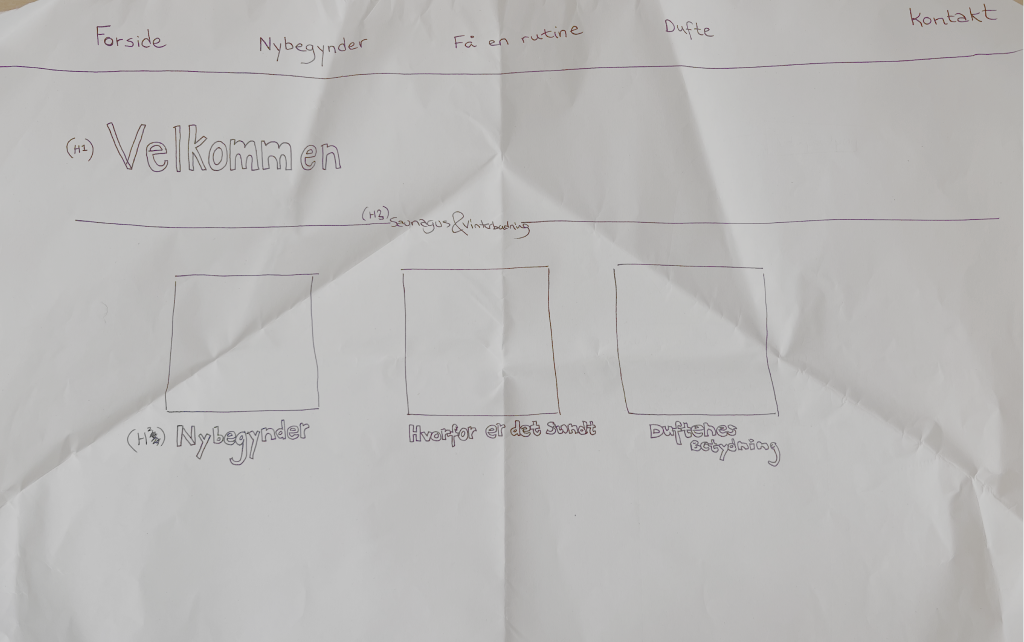 Forside Nybegynder Få en rutine Dufte Kontakt
(H1) Velkommen
(H3) Saunagus & Vinterbadning
Nybegynder
Hvorfor er det Sundt
Duftenes
Betydning